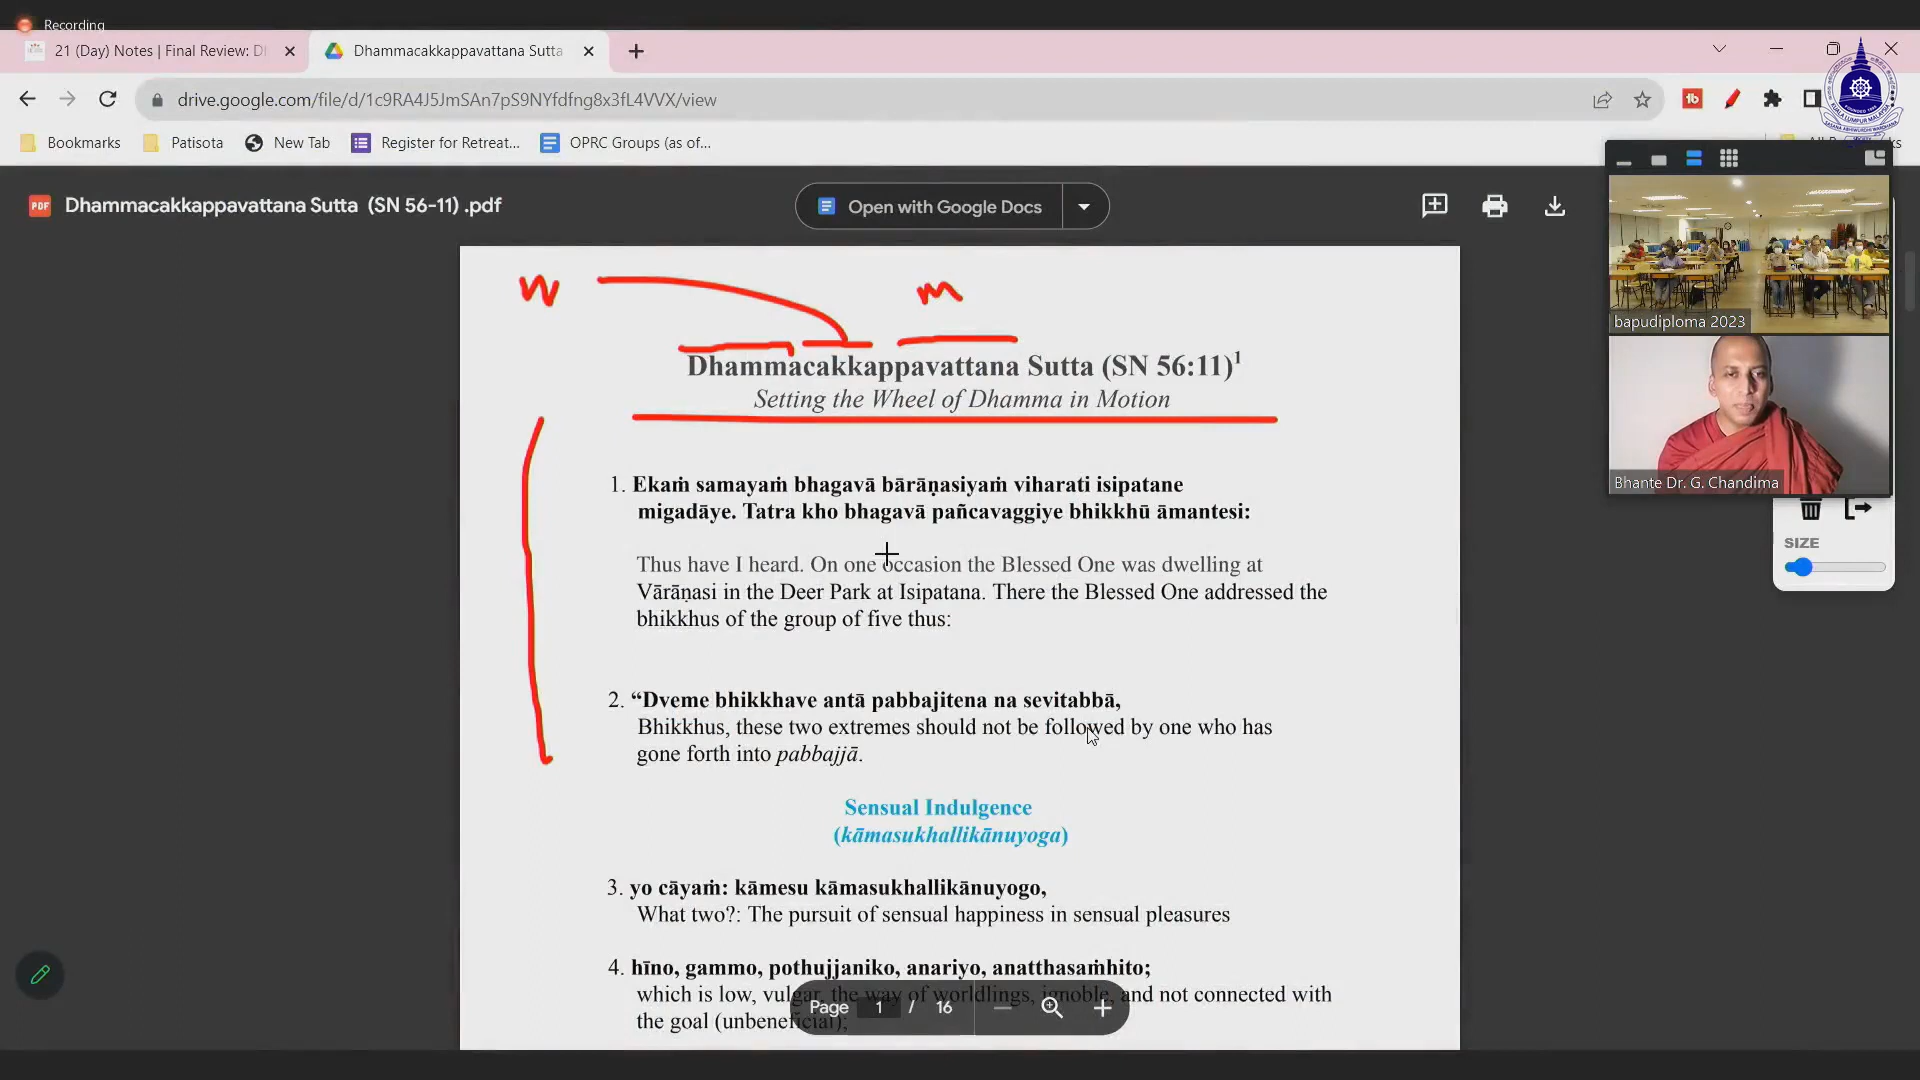 Recording
21 (Day) Notes | Final Review: D
Dhammacakkappavattana Sutta
drive.google.com/file/d/1c9RA4J5JmSAn7pS9NYfdfng8x3fL4VVX/view
Bookmarks
Patisota
New Tab
Register for Retreat...
OPRC Groups (as of...
PDF
Dhammacakkappavattana Sutta (SN 56-11) .pdf
Open with Google Docs
W
m
Dhammacakkappavattana Sutta (SN 56:11)¹
Setting the Wheel of Dhamma in Motion
1. Ekaṁ samayaṁ bhagavā bārāṇasiyaṁ viharati isipatane
migadāye. Tatra kho bhagavā pañcavaggiye bhikkhū āmantesi:
Thus have I heard. On one occasion the Blessed One was dwelling at
Vārāṇasi in the Deer Park at Isipatana. There the Blessed One addressed the
bhikkhus of the group of five thus:
2. “Dveme bhikkhave antā pabbajitena na sevitabbā,
Bhikkhus, these two extremes should not be followed by one who has
gone forth into pabbajjā.
Sensual Indulgence
(kāmasukhallikānuyoga)
3. yo cāyaṁ: kāmesu kāmasukhallikānuyogo,
What two?: The pursuit of sensual happiness in sensual pleasures
4. hīno, gammo, pothujjaniko, anariyo, anatthasaṁhito;
which is low, vulgar, the way of worldlings, ignoble, and not connected with
the goal (unbeneficial);
Page 1 / 16
bapudiploma 2023
Bhante Dr. G. Chandima
SIZE